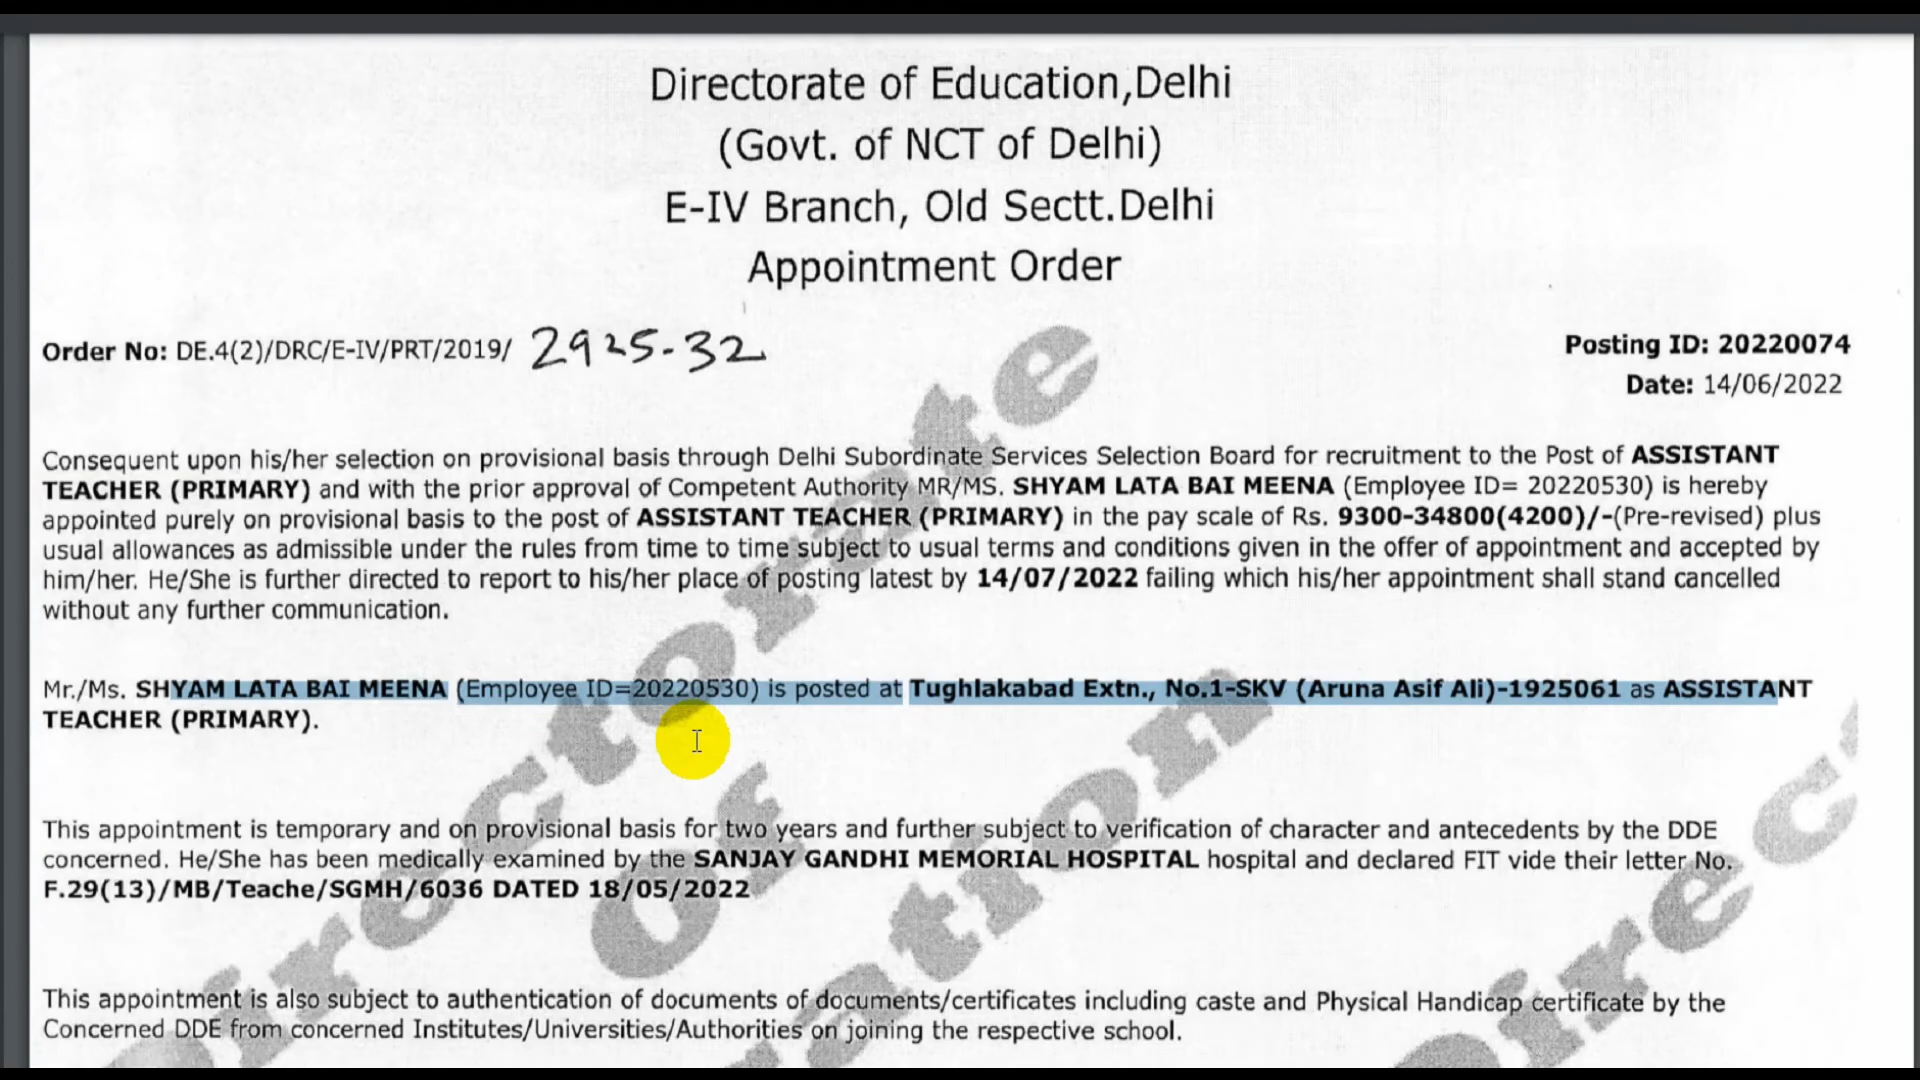 Directorate of Education,Delhi
(Govt. of NCT of Delhi)
E-IV Branch, Old Sectt.Delhi
Appointment Order
Order No: DE.4(2)/DRC/E-IV/PRT/2019/ 2925-32
Posting ID: 20220074
Date: 14/06/2022
Consequent upon his/her selection on provisional basis through Delhi Subordinate Services Selection Board for recruitment to the Post of ASSISTANT
TEACHER (PRIMARY) and with the prior approval of Competent Authority MR/MS. SHYAM LATA BAI MEENA (Employee ID= 20220530) is hereby
appointed purely on provisional basis to the post of ASSISTANT TEACHER (PRIMARY) in the pay scale of Rs. 9300-34800(4200)/-(Pre-revised) plus
usual allowances as admissible under the rules from time to time subject to usual terms and conditions given in the offer of appointment and accepted by
him/her. He/She is further directed to report to his/her place of posting latest by 14/07/2022 failing which his/her appointment shall stand cancelled
without any further communication.
Mr./Ms. SHYAM LATA BAI MEENA (Employee ID=20220530) is posted at Tughlakabad Extn., No.1-SKV (Aruna Asif Ali)-1925061 as ASSISTANT
TEACHER (PRIMARY).
This appointment is temporary and on provisional basis for two years and further subject to verification of character and antecedents by the DDE
concerned. He/She has been medically examined by the SANJAY GANDHI MEMORIAL HOSPITAL hospital and declared FIT vide their letter No.
F.29(13)/MB/Teache/SGMH/6036 DATED 18/05/2022
This appointment is also subject to authentication of documents of documents/certificates including caste and Physical Handicap certificate by the
Concerned DDE from concerned Institutes/Universities/Authorities on joining the respective school.
Directorate
Of